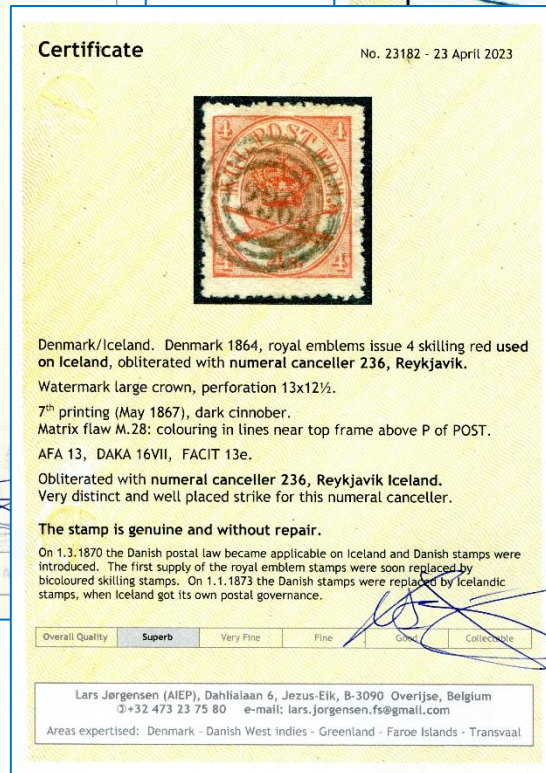 Certificate
No. 23182 - 23 April 2023
4 4
KGL. POST FRM.
236
4 4
Denmark/Iceland. Denmark 1864, royal emblems issue 4 skilling red used
on Iceland, obliterated with numeral canceller 236, Reykjavik.
Watermark large crown, perforation 13x12½.
7th printing (May 1867), dark cinnober.
Matrix flaw M.28: colouring in lines near top frame above P of POST.
AFA 13, DAKA 16VII, FACIT 13e.
Obliterated with numeral canceller 236, Reykjavik Iceland.
Very distinct and well placed strike for this numeral canceller.
The stamp is genuine and without repair.
On 1.3.1870 the Danish postal law became applicable on Iceland and Danish stamps were
introduced. The first supply of the royal emblem stamps were soon replaced by
bicoloured skilling stamps. On 1.1.1873 the Danish stamps were replaced by Icelandic
stamps, when Iceland got its own postal governance.
Overall Quality Superb Very Fine Fine Good Collectable
Lars Jørgensen (AIEP), Dahlialaan 6, Jezus-Eik, B-3090 Overijse, Belgium
✆+32 473 23 75 80 e-mail: lars.jorgensen.fs@gmail.com
Areas expertised: Denmark - Danish West indies - Greenland - Faroe Islands - Transvaal